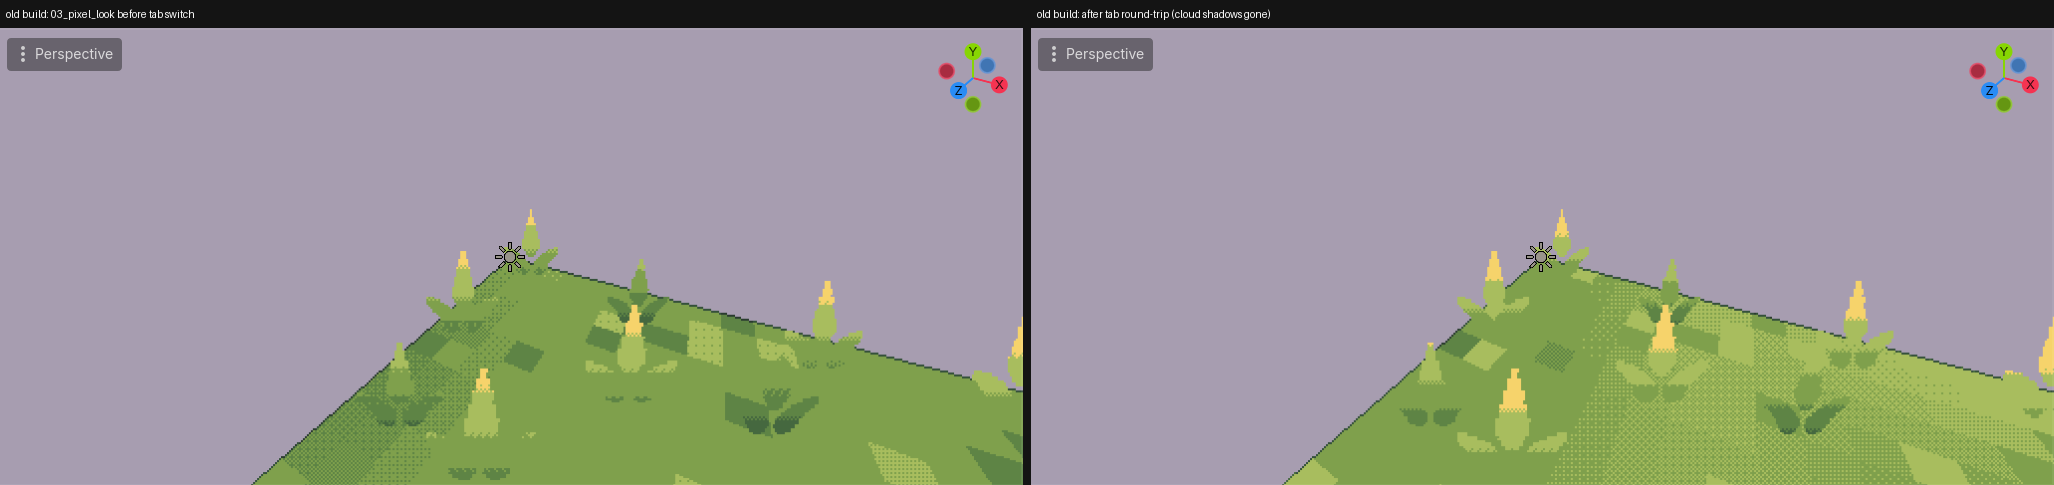 old build: 03_pixel_look before tab switch
old build: after tab round-trip (cloud shadows gone)
Perspective
Y
X
Z
Perspective
Y
X
Z